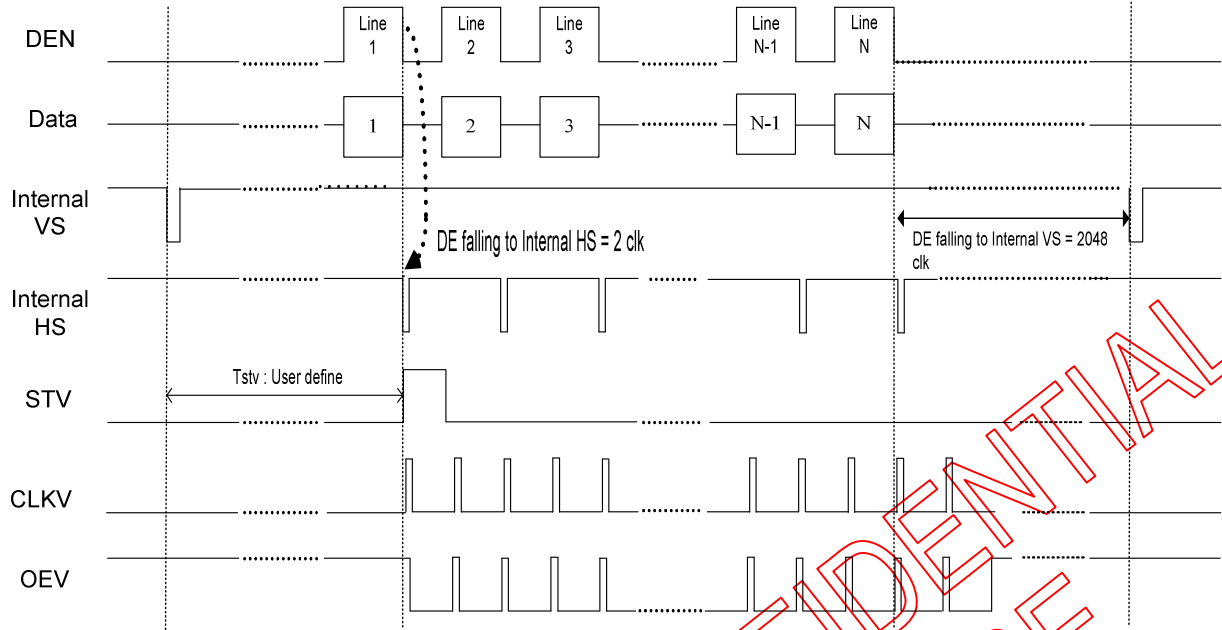 DEN
Line
1
Line
2
Line
3
Line
N-1
Line
N
Data
1
2
3
N-1
N
Internal
VS
DE falling to Internal HS = 2 clk
DE falling to Internal VS = 2048
clk
Internal
HS
Tstv : User define
STV
CLKV
OEV
FIDENTIAL